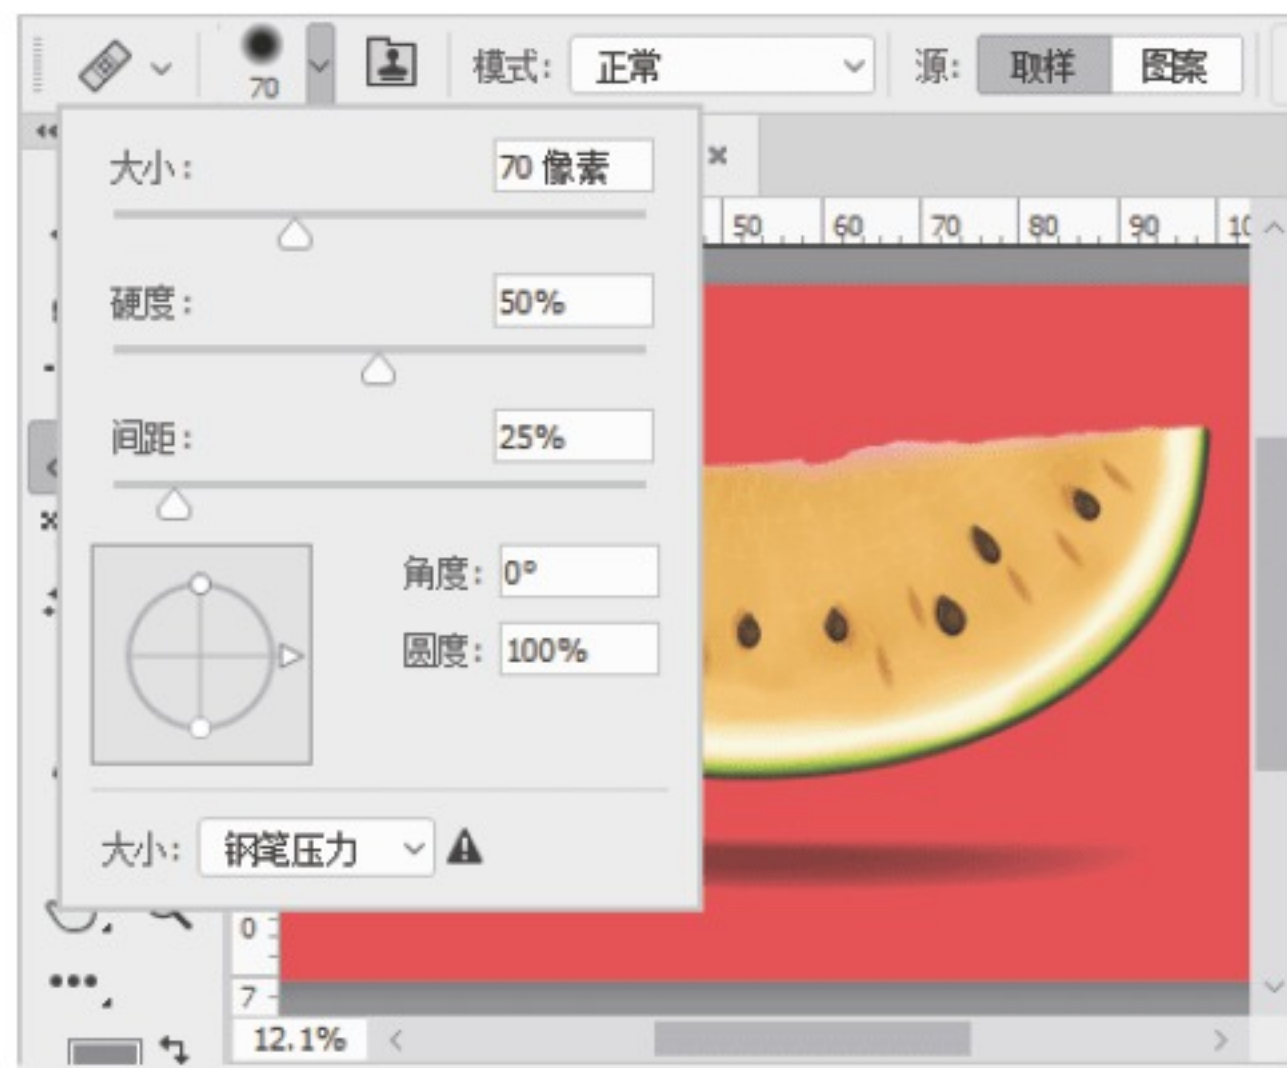 70 模式: 正常 源: 取样 图案
大小: 70 像素
50 60 70 80 90 10
硬度: 50%
间距: 25%
角度: 0°
圆度: 100%
大小: 钢笔压力
0
7
12.1%